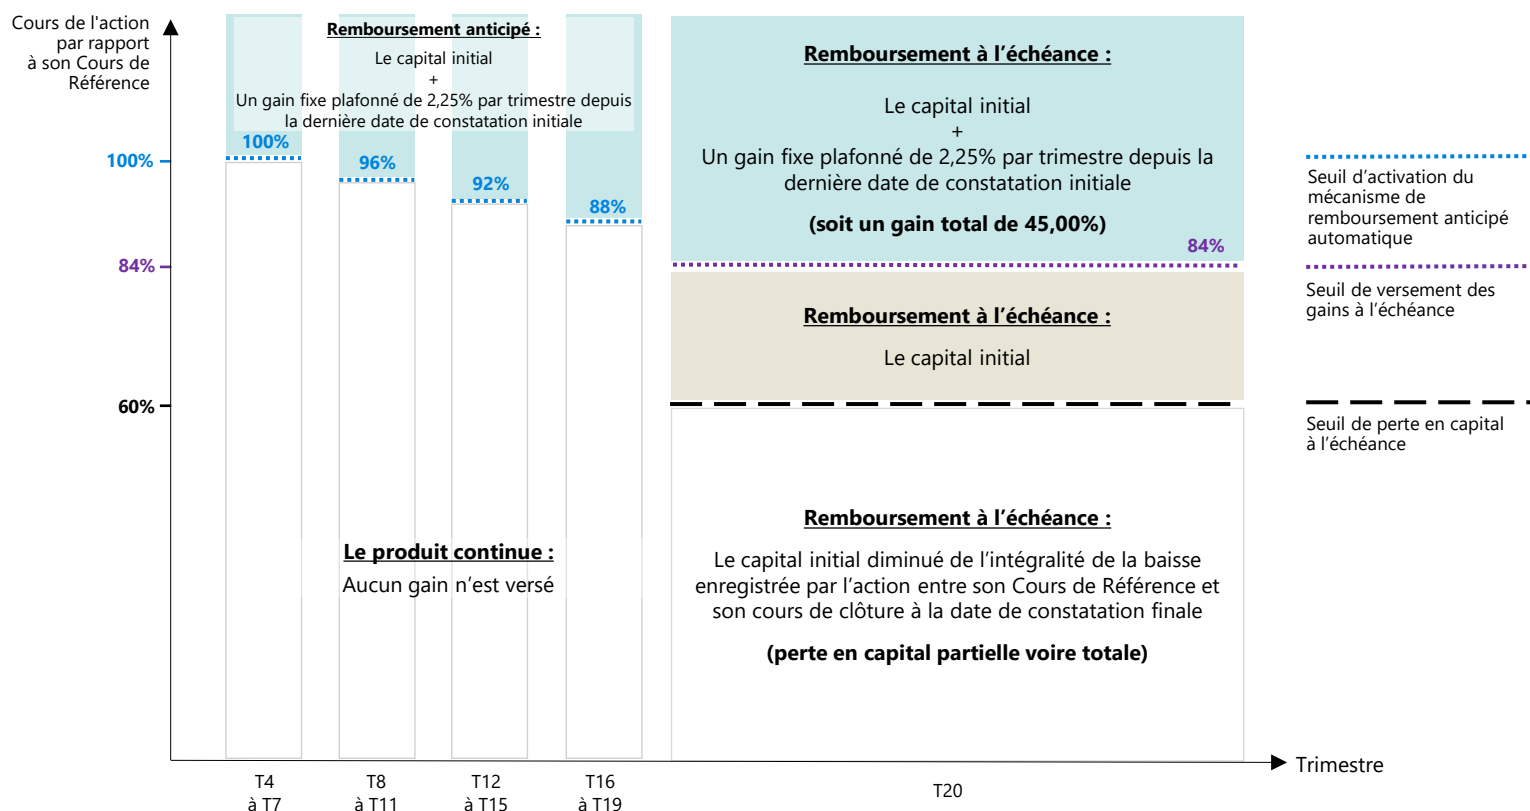 Cours de l'action
par rapport
à son Cours de
Référence
Remboursement anticipé :
Le capital initial
+
Un gain fixe plafonné de 2,25% par trimestre depuis
la dernière date de constatation initiale
100%
96%
92%
88%
100%
84%
60%
Remboursement à l’échéance :
Le capital initial
+
Un gain fixe plafonné de 2,25% par trimestre depuis la
dernière date de constatation initiale
(soit un gain total de 45,00%)
84%
Remboursement à l’échéance :
Le capital initial
Le produit continue :
Aucun gain n’est versé
Remboursement à l’échéance :
Le capital initial diminué de l’intégralité de la baisse
enregistrée par l’action entre son Cours de Référence et
son cours de clôture à la date de constatation finale
(perte en capital partielle voire totale)
Seuil d’activation du
mécanisme de
remboursement anticipé
automatique
Seuil de versement des
gains à l’échéance
Seuil de perte en capital
à l’échéance
Trimestre
T4
à T7
T8
à T11
T12
à T15
T16
à T19
T20